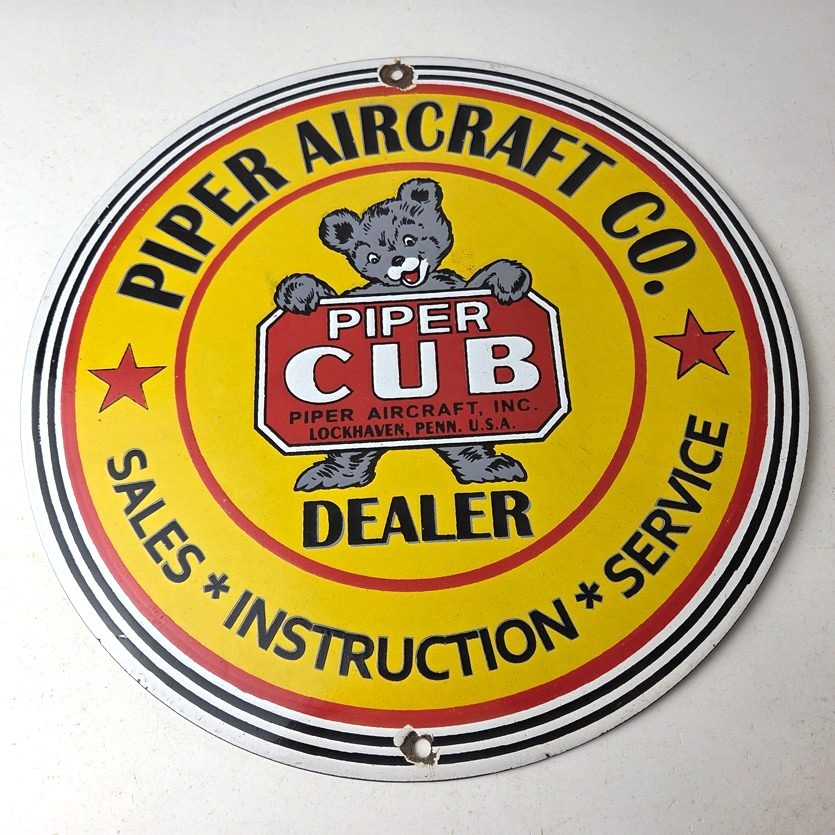 PIPER AIRCRAFT CO.
PIPER
CUB
PIPER AIRCRAFT, INC.
LOCKHAVEN, PENN. U.S.A.
DEALER
SALES * INSTRUCTION * SERVICE